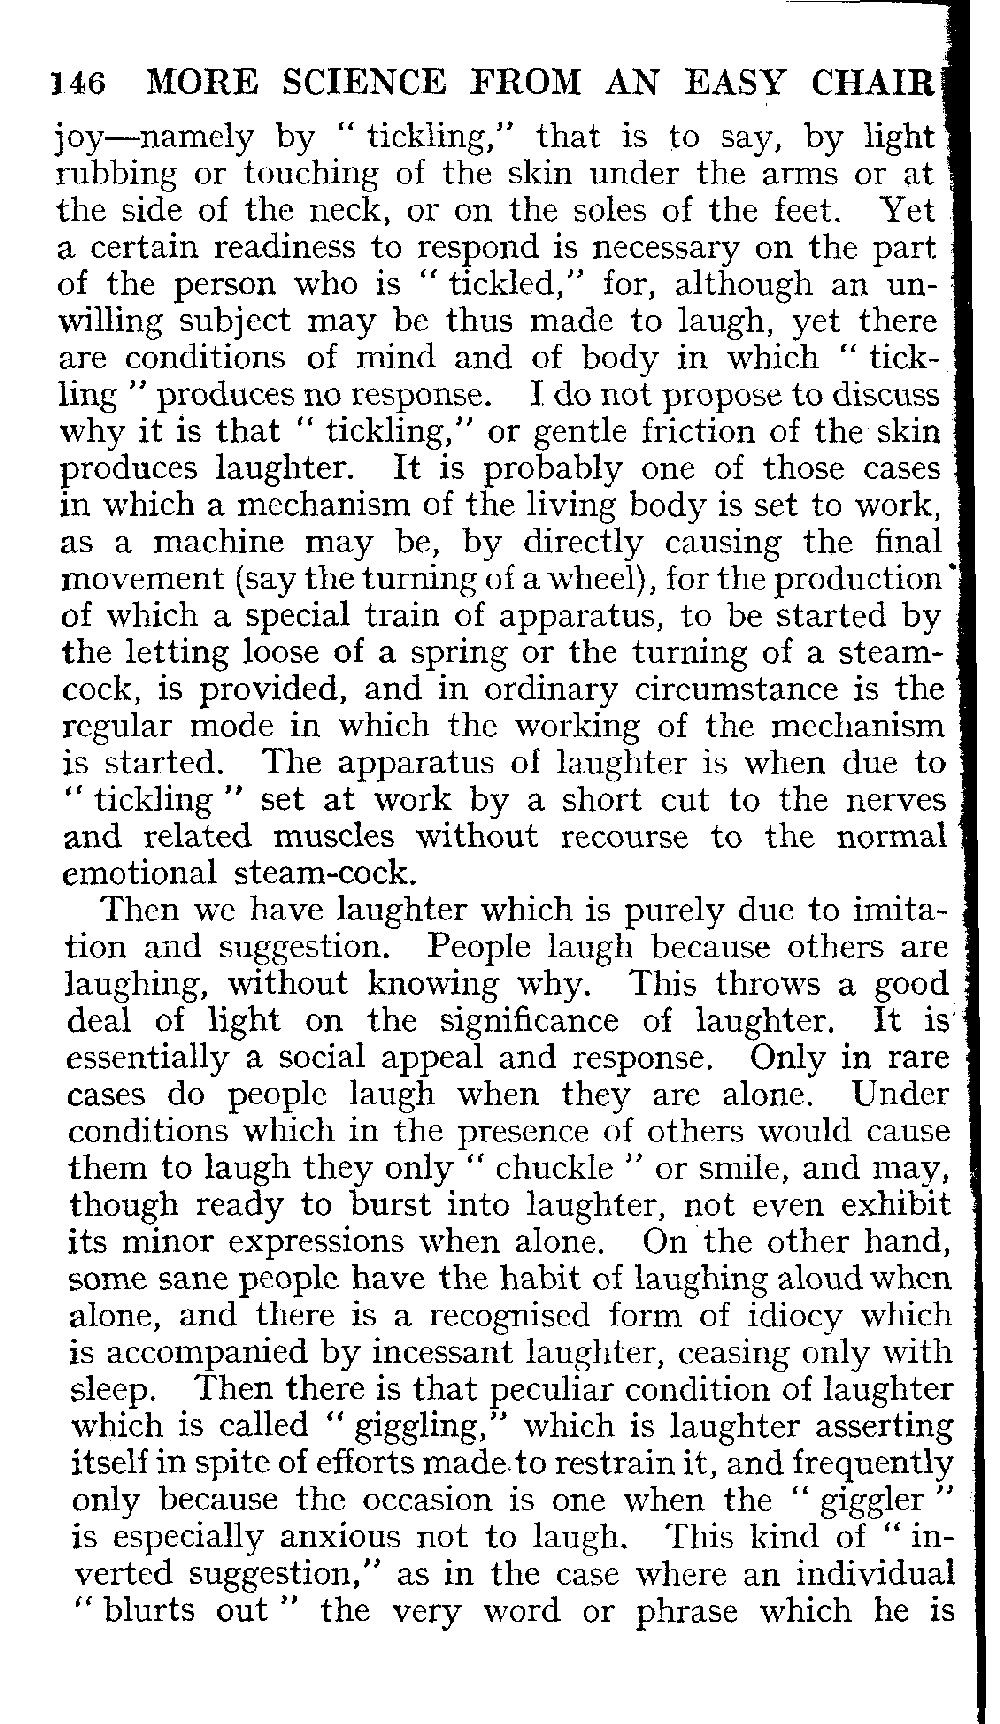 146 MORE SCIENCE FROM AN EASY CHAIR
joy—namely by " tickling," that is to say, by light
rubbing or touching of the skin under the arms or at
the side of the neck, or on the soles of the feet. Yet
a certain readiness to respond is necessary on the part
of the person who is " tickled," for, although an un-
willing subject may be thus made to laugh, yet there
are conditions of mind and of body in which " tick-
ling " produces no response. I do not propose to discuss
why it is that " tickling," or gentle friction of the skin
produces laughter. It is probably one of those cases
in which a mechanism of the living body is set to work,
as a machine may be, by directly causing the final
movement (say the turning of a wheel), for the production
of which a special train of apparatus, to be started by
the letting loose of a spring or the turning of a steam-
cock, is provided, and in ordinary circumstance is the
regular mode in which the working of the mechanism
is started. The apparatus of laughter is when due to
" tickling " set at work by a short cut to the nerves
and related muscles without recourse to the normal
emotional steam-cock.
Then we have laughter which is purely due to imita-
tion and suggestion. People laugh because others are
laughing, without knowing why. This throws a good
deal of light on the significance of laughter. It is
essentially a social appeal and response. Only in rare
cases do people laugh when they are alone. Under
conditions which in the presence of others would cause
them to laugh they only " chuckle " or smile, and may,
though ready to burst into laughter, not even exhibit
its minor expressions when alone. On the other hand,
some sane people have the habit of laughing aloud when
alone, and there is a recognised form of idiocy which
is accompanied by incessant laughter, ceasing only with
sleep. Then there is that peculiar condition of laughter
which is called " giggling," which is laughter asserting
itself in spite of efforts made to restrain it, and frequently
only because the occasion is one when the " giggler "
is especially anxious not to laugh. This kind of " in-
verted suggestion," as in the case where an individual
" blurts out " the very word or phrase which he is